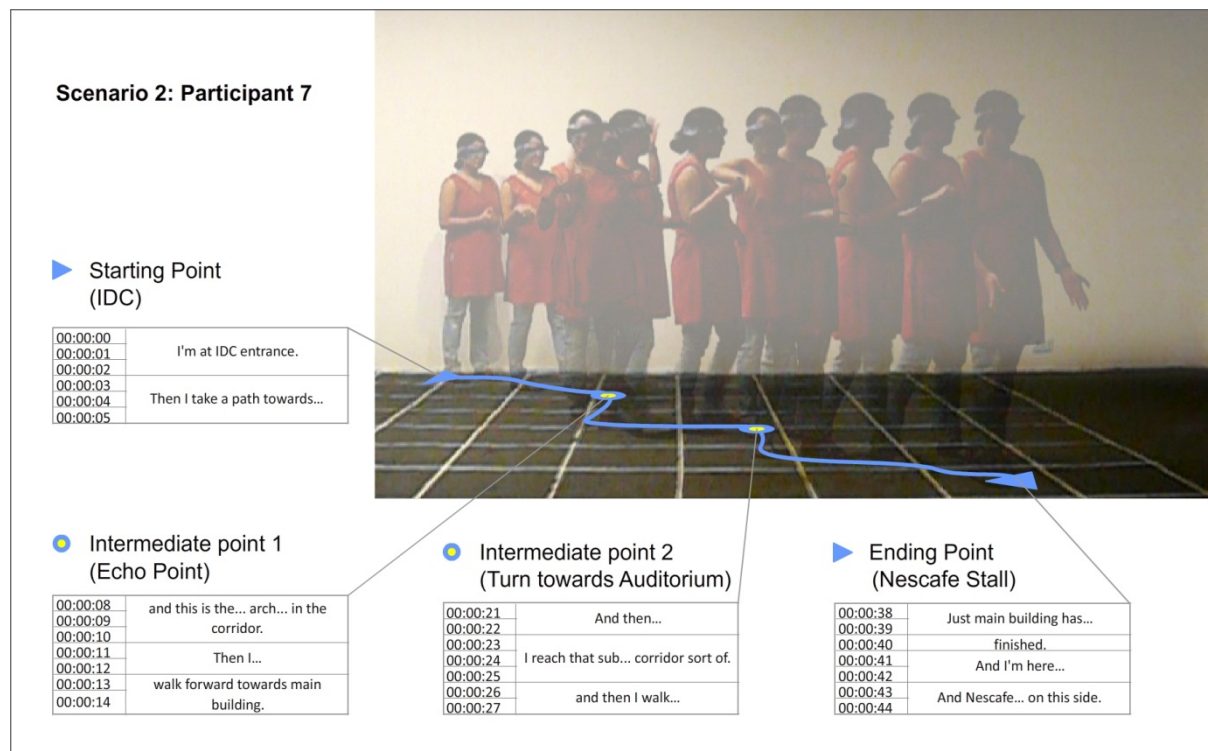 Scenario 2: Participant 7
Starting Point
(IDC)
00:00:00
00:00:01
00:00:02
I'm at IDC entrance.
00:00:03
00:00:04
00:00:05
Then I take a path towards...
Intermediate point 1
(Echo Point)
00:00:08
00:00:09
00:00:10
and this is the... arch... in the
corridor.
00:00:11
00:00:12
Then I...
00:00:13
00:00:14
walk forward towards main
building.
Intermediate point 2
(Turn towards Auditorium)
00:00:21
00:00:22
And then...
00:00:23
00:00:24
00:00:25
I reach that sub... corridor sort of.
00:00:26
00:00:27
and then I walk...
Ending Point
(Nescafe Stall)
00:00:38
00:00:39
Just main building has...
00:00:40
finished.
00:00:41
00:00:42
And I'm here...
00:00:43
00:00:44
And Nescafe... on this side.